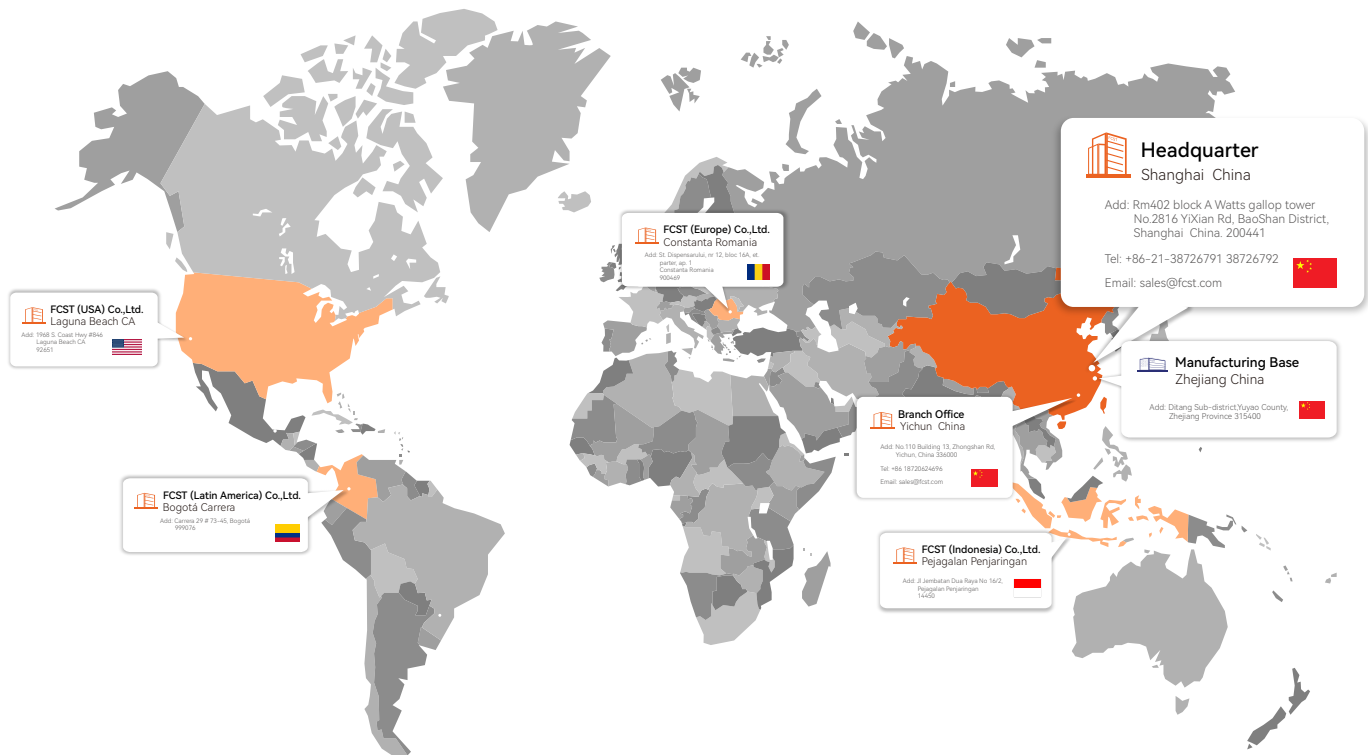 Headquarter
Shanghai China
Add: Rm402 block A Watts gallop tower
No.2816 YiXian Rd, BaoShan District,
Shanghai China. 200441
Tel: +86-21-38726791 38726792
Email: sales@fcst.com
FCST (Europe) Co.,Ltd.
Constanta Romania
Add: St. Dispensarului, nr 12, bloc 16A, et.
parter, ap. 1
Constanta Romania
900469
FCST (USA) Co.,Ltd.
Laguna Beach CA
Add: 1968 S. Coast Hwy #846
Laguna Beach CA
92651
Manufacturing Base
Zhejiang China
Add: Ditang Sub-district,Yuyao County,
Zhejiang Province 315400
Branch Office
Yichun China
Add: No.110 Building 13, Zhongshan Rd,
Yichun, China 336000
Tel: +86 18720624696
Email: sales@fcst.com
FCST (Latin America) Co.,Ltd.
Bogotá Carrera
Add: Carrera 29 # 73-45, Bogotá
999076
FCST (Indonesia) Co.,Ltd.
Pejagalan Penjaringan
Add: Jl Jembatan Dua Raya No 16/2,
Pejagalan Penjaringan
14450